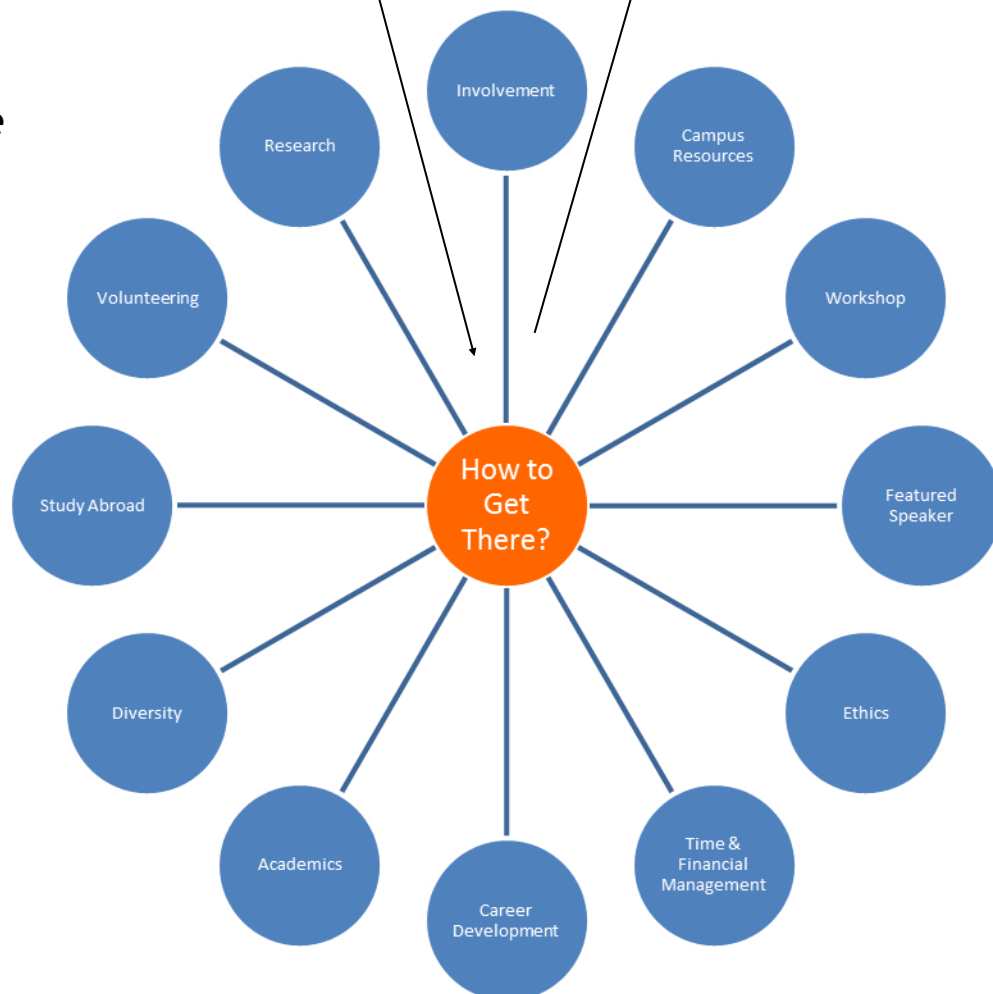 Involvement
Campus
Resources
Workshop
Featured
Speaker
Ethics
Time &
Financial
Management
Career
Development
Academics
Diversity
Study Abroad
Volunteering
Research
How to
Get
There?